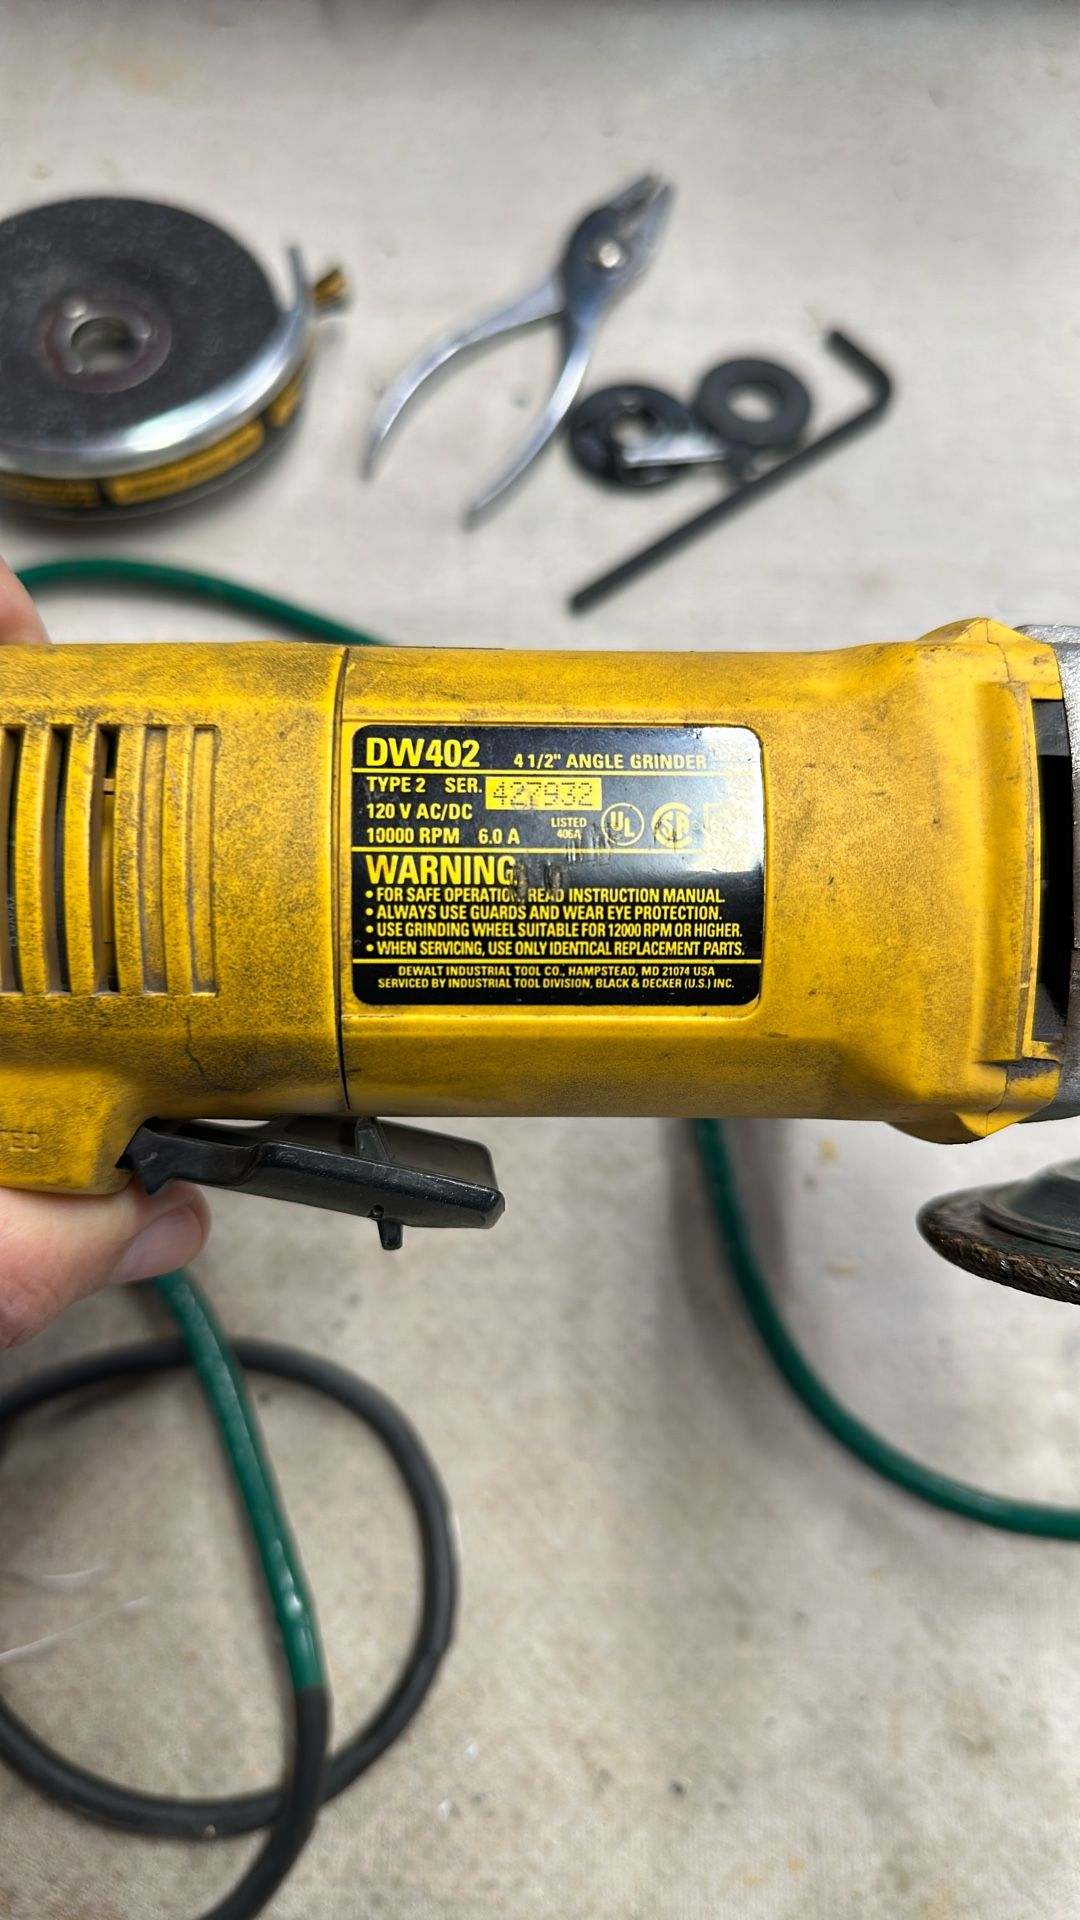 DW402 4 1/2" ANGLE GRINDER
TYPE 2 SER. 427932
120 V AC/DC
10000 RPM 6.0 A
LISTED
406A
UL
SA
WARNING
• FOR SAFE OPERATION, READ INSTRUCTION MANUAL.
• ALWAYS USE GUARDS AND WEAR EYE PROTECTION.
• USE GRINDING WHEEL SUITABLE FOR 12000 RPM OR HIGHER.
• WHEN SERVICING, USE ONLY IDENTICAL REPLACEMENT PARTS.
DEWALT INDUSTRIAL TOOL CO., HAMPSTEAD, MD 21074 USA
SERVICED BY INDUSTRIAL TOOL DIVISION, BLACK & DECKER (U.S.) INC.